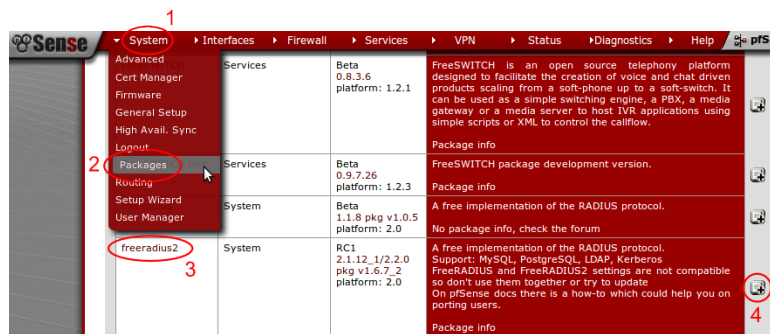 1
Sense
System
Interfaces
Firewall
Services
VPN
Status
Diagnostics
Help
pfS
Advanced
Cert Manager
Firmware
General Setup
High Avail. Sync
Logout
2
Packages
Routing
Setup Wizard
User Manager
Services
Beta
0.8.3.6
platform: 1.2.1
FreeSWITCH is an open source telephony platform
designed to facilitate the creation of voice and chat driven
products scaling from a soft-phone up to a soft-switch. It
can be used as a simple switching engine, a PBX, a media
gateway or a media server to host IVR applications using
simple scripts or XML to control the callflow.
Package info
Services
Beta
0.9.7.26
platform: 1.2.3
FreeSWITCH package development version.
Package info
System
Beta
1.1.8 pkg v1.0.5
platform: 2.0
A free implementation of the RADIUS protocol.
No package info, check the forum
freeradius2
3
System
RC1
2.1.12_1/2.2.0
pkg v1.6.7_2
platform: 2.0
A free implementation of the RADIUS protocol.
Support: MySQL, PostgreSQL, LDAP, Kerberos
FreeRADIUS and FreeRADIUS2 settings are not compatible
so don't use them together or try to update
On pfSense docs there is a how-to which could help you on
porting users.
Package info
4